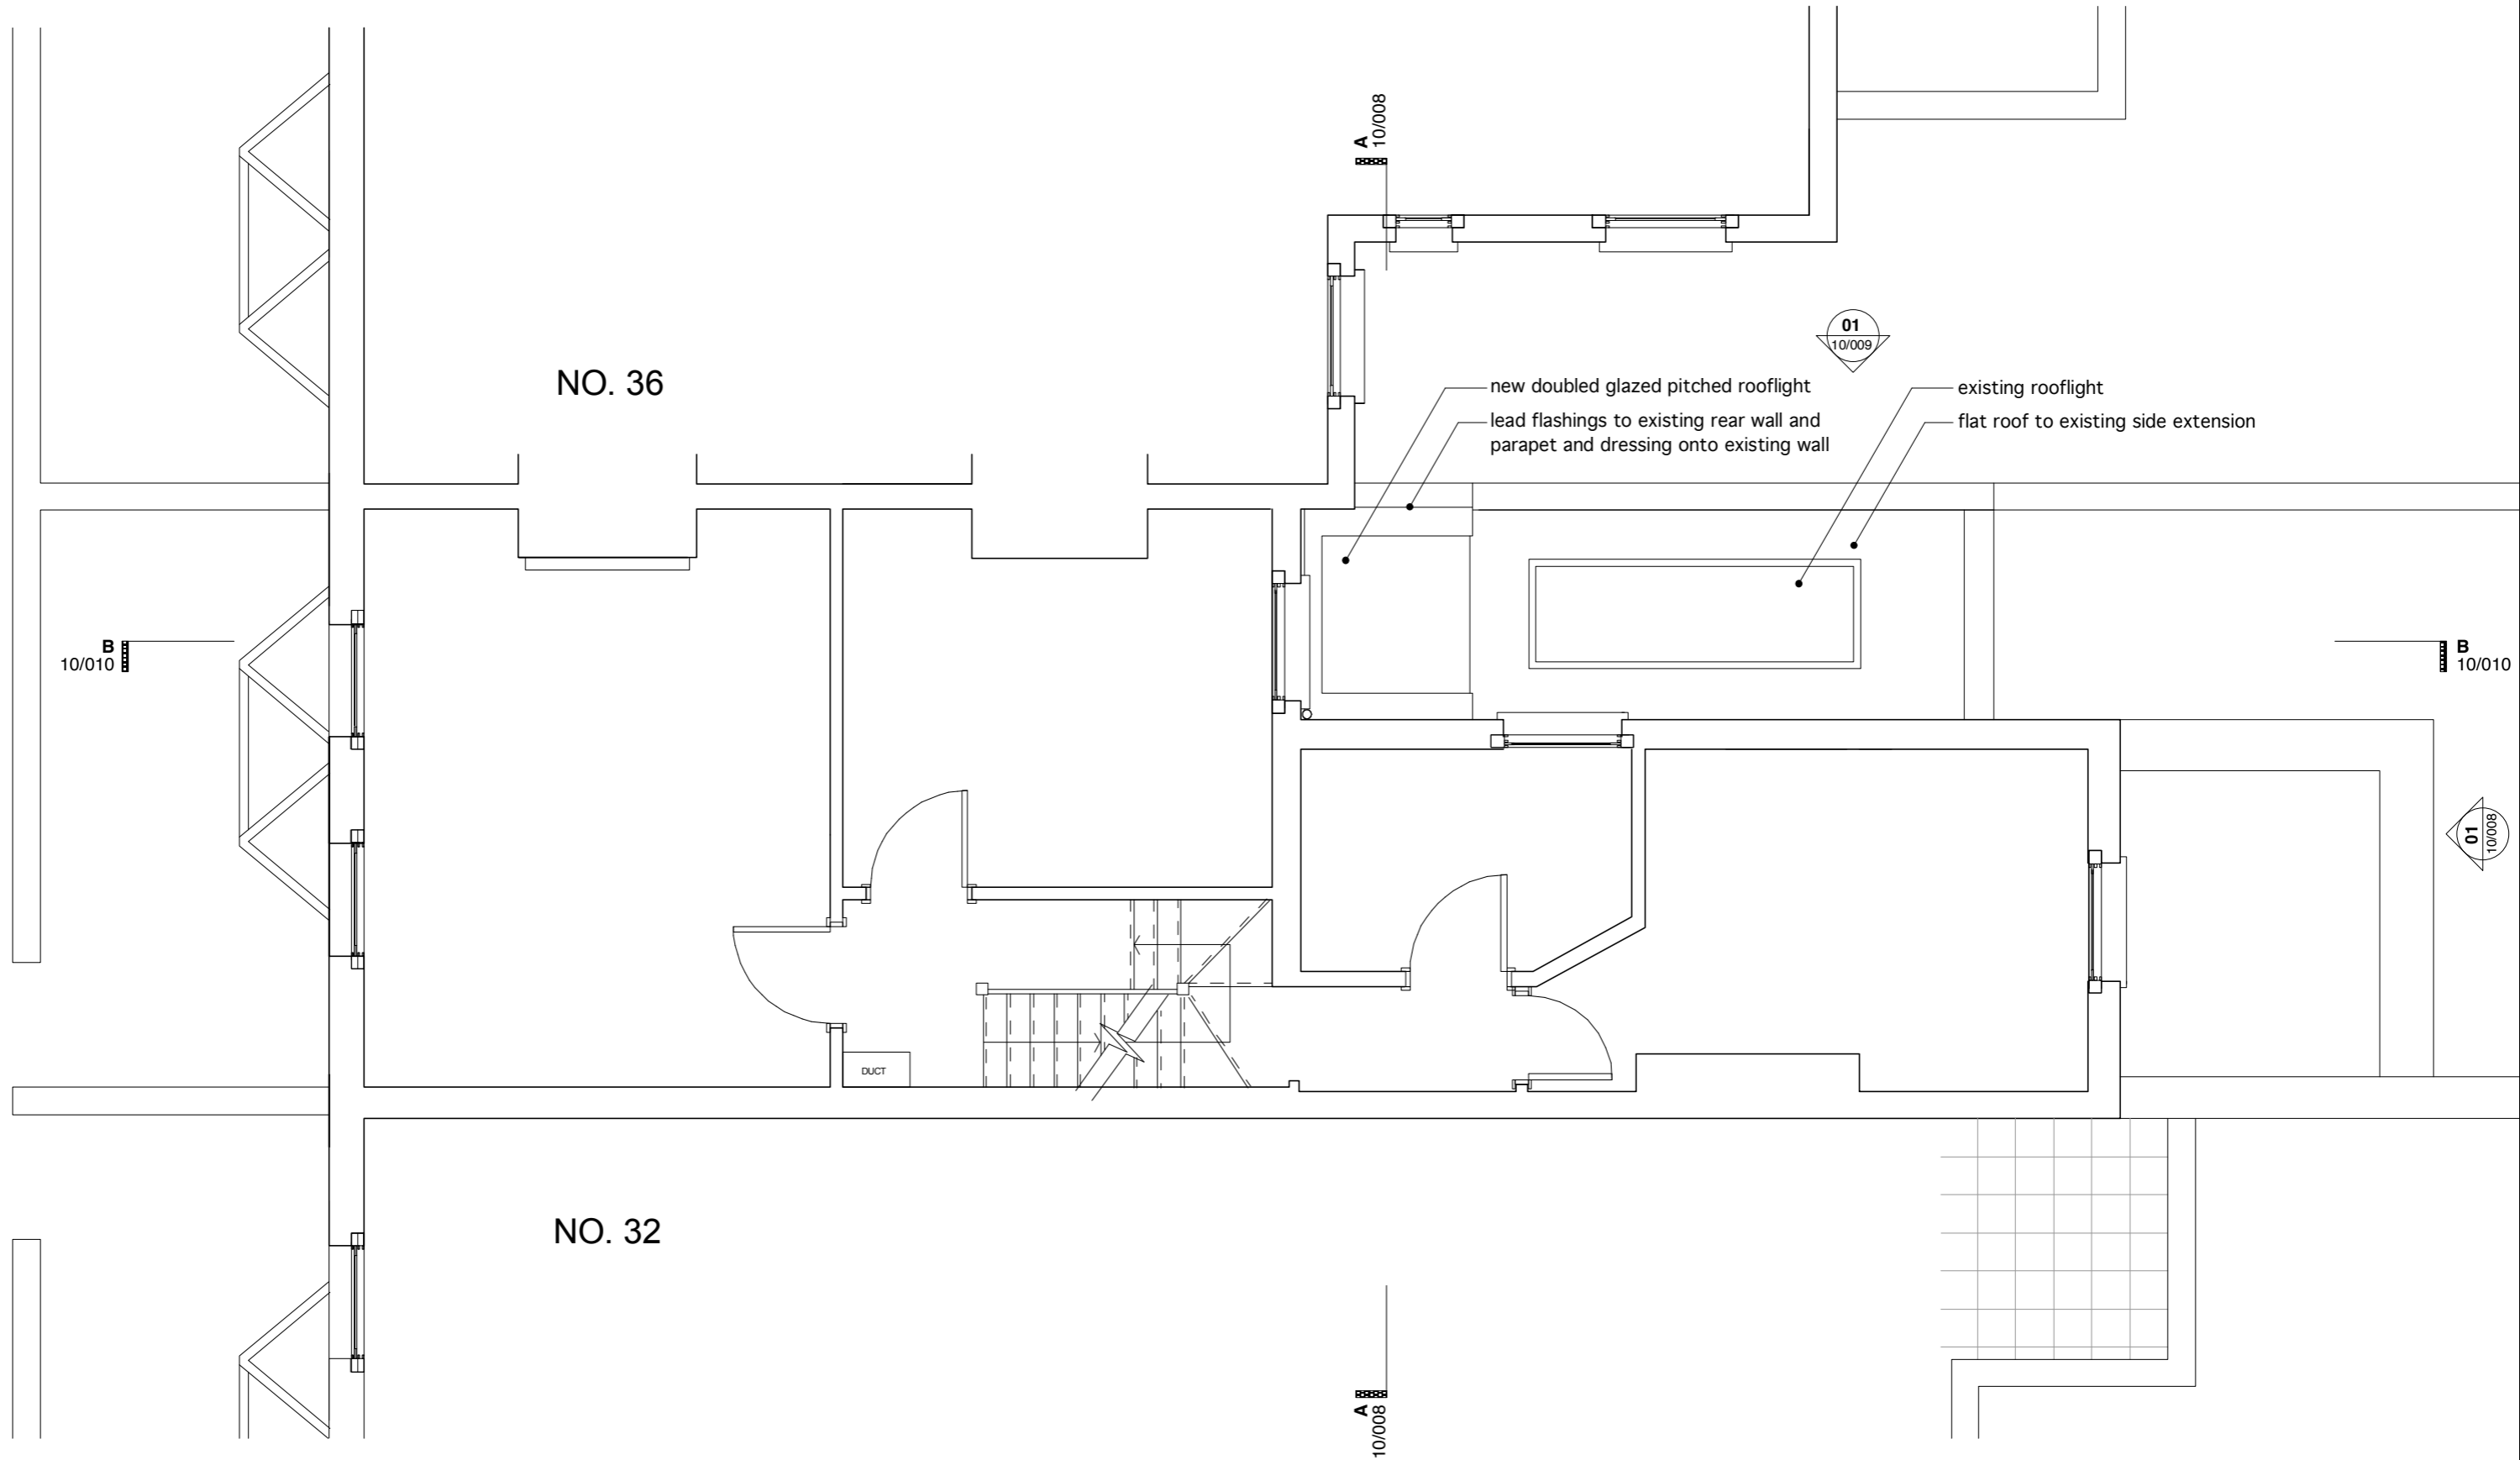 A
10/008
NO. 36
01
10/009
new doubled glazed pitched rooflight
lead flashings to existing rear wall and
parapet and dressing onto existing wall
existing rooflight
flat roof to existing side extension
B
10/010
B
10/010
01
10/008
DUCT
NO. 32
A
10/008